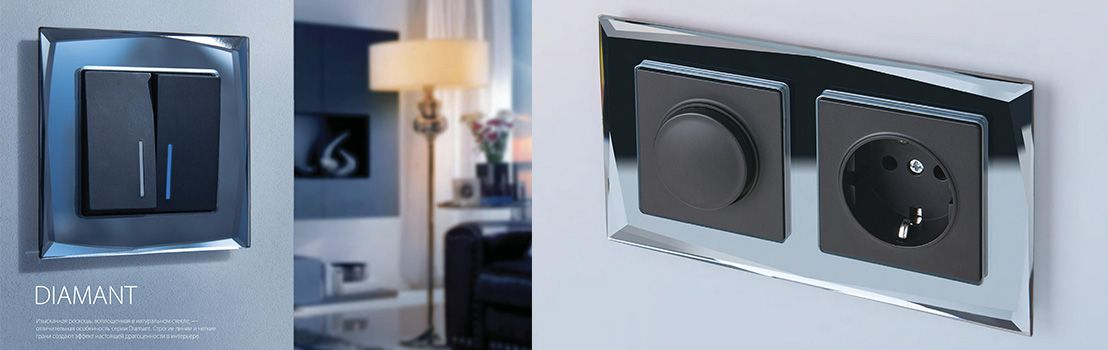 DIAMANT
Изысканная роскошь, воплощенная в натуральном стекле, —
отличительная особенность серии Diamant. Строгие линии и четкие
грани создают эффект настоящей драгоценности в интерьере.